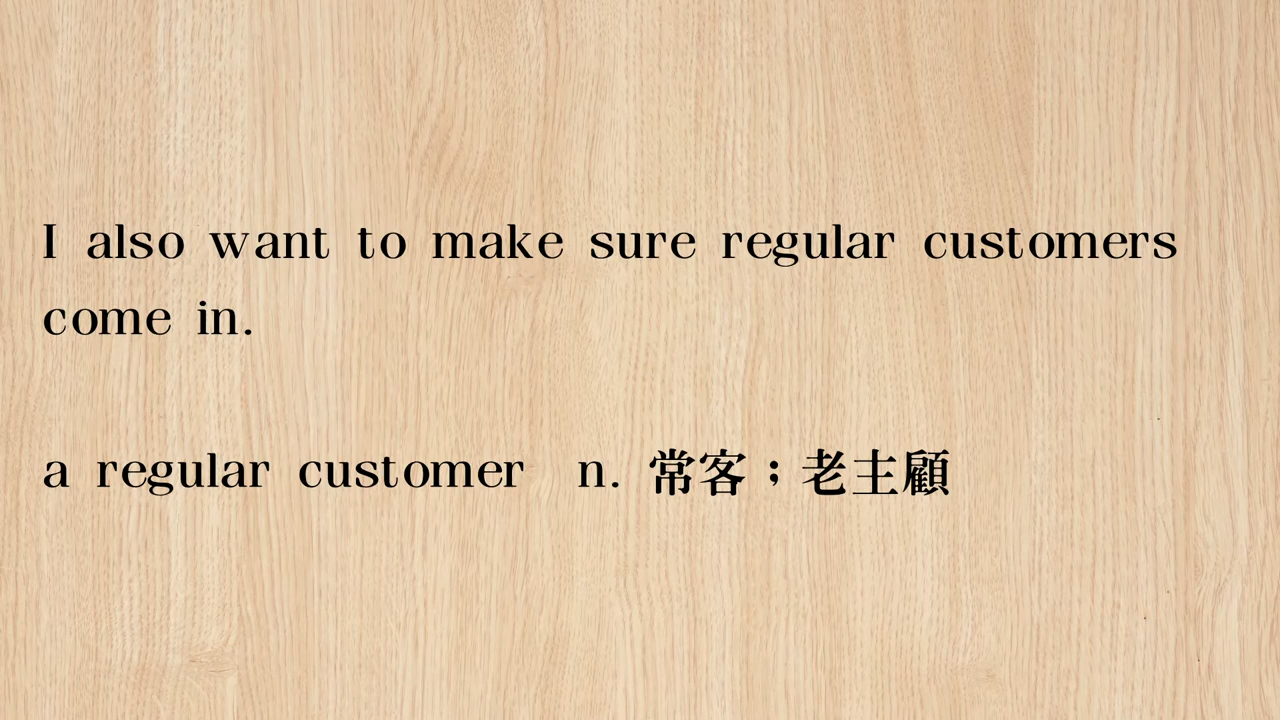 I also want to make sure regular customers
come in.
a regular customer n. 常客；老主顧